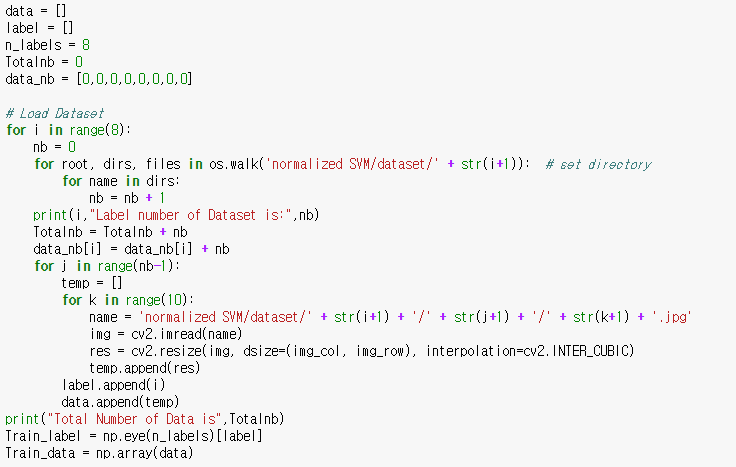 data = []
label = []
n_labels = 8
Totalnb = 0
data_nb = [0,0,0,0,0,0,0,0]

# Load Dataset
for i in range(8):
    nb = 0
    for root, dirs, files in os.walk('normalized SVM/dataset/' + str(i+1)):  # set directory
        for name in dirs:
            nb = nb + 1
    print(i,"Label number of Dataset is:",nb)
    Totalnb = Totalnb + nb
    data_nb[i] = data_nb[i] + nb
    for j in range(nb-1):
        temp = []
        for k in range(10):
            name = 'normalized SVM/dataset/' + str(i+1) + '/' + str(j+1) + '/' + str(k+1) + '.jpg'
            img = cv2.imread(name)
            res = cv2.resize(img, dsize=(img_col, img_row), interpolation=cv2.INTER_CUBIC)
            temp.append(res)
        label.append(i)
        data.append(temp)
print("Total Number of Data is",Totalnb)
Train_label = np.eye(n_labels)[label]
Train_data = np.array(data)